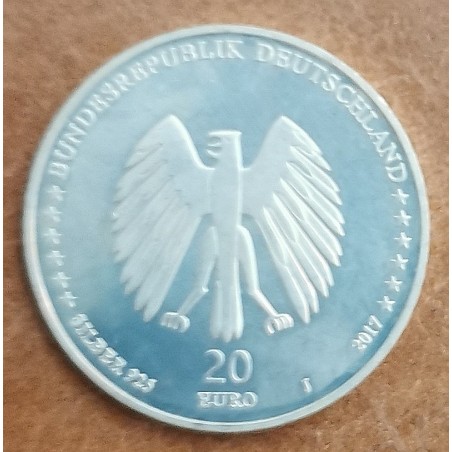 BUNDESREPUBLIK DEUTSCHLAND
SILBER 925
20
EURO
J
2017